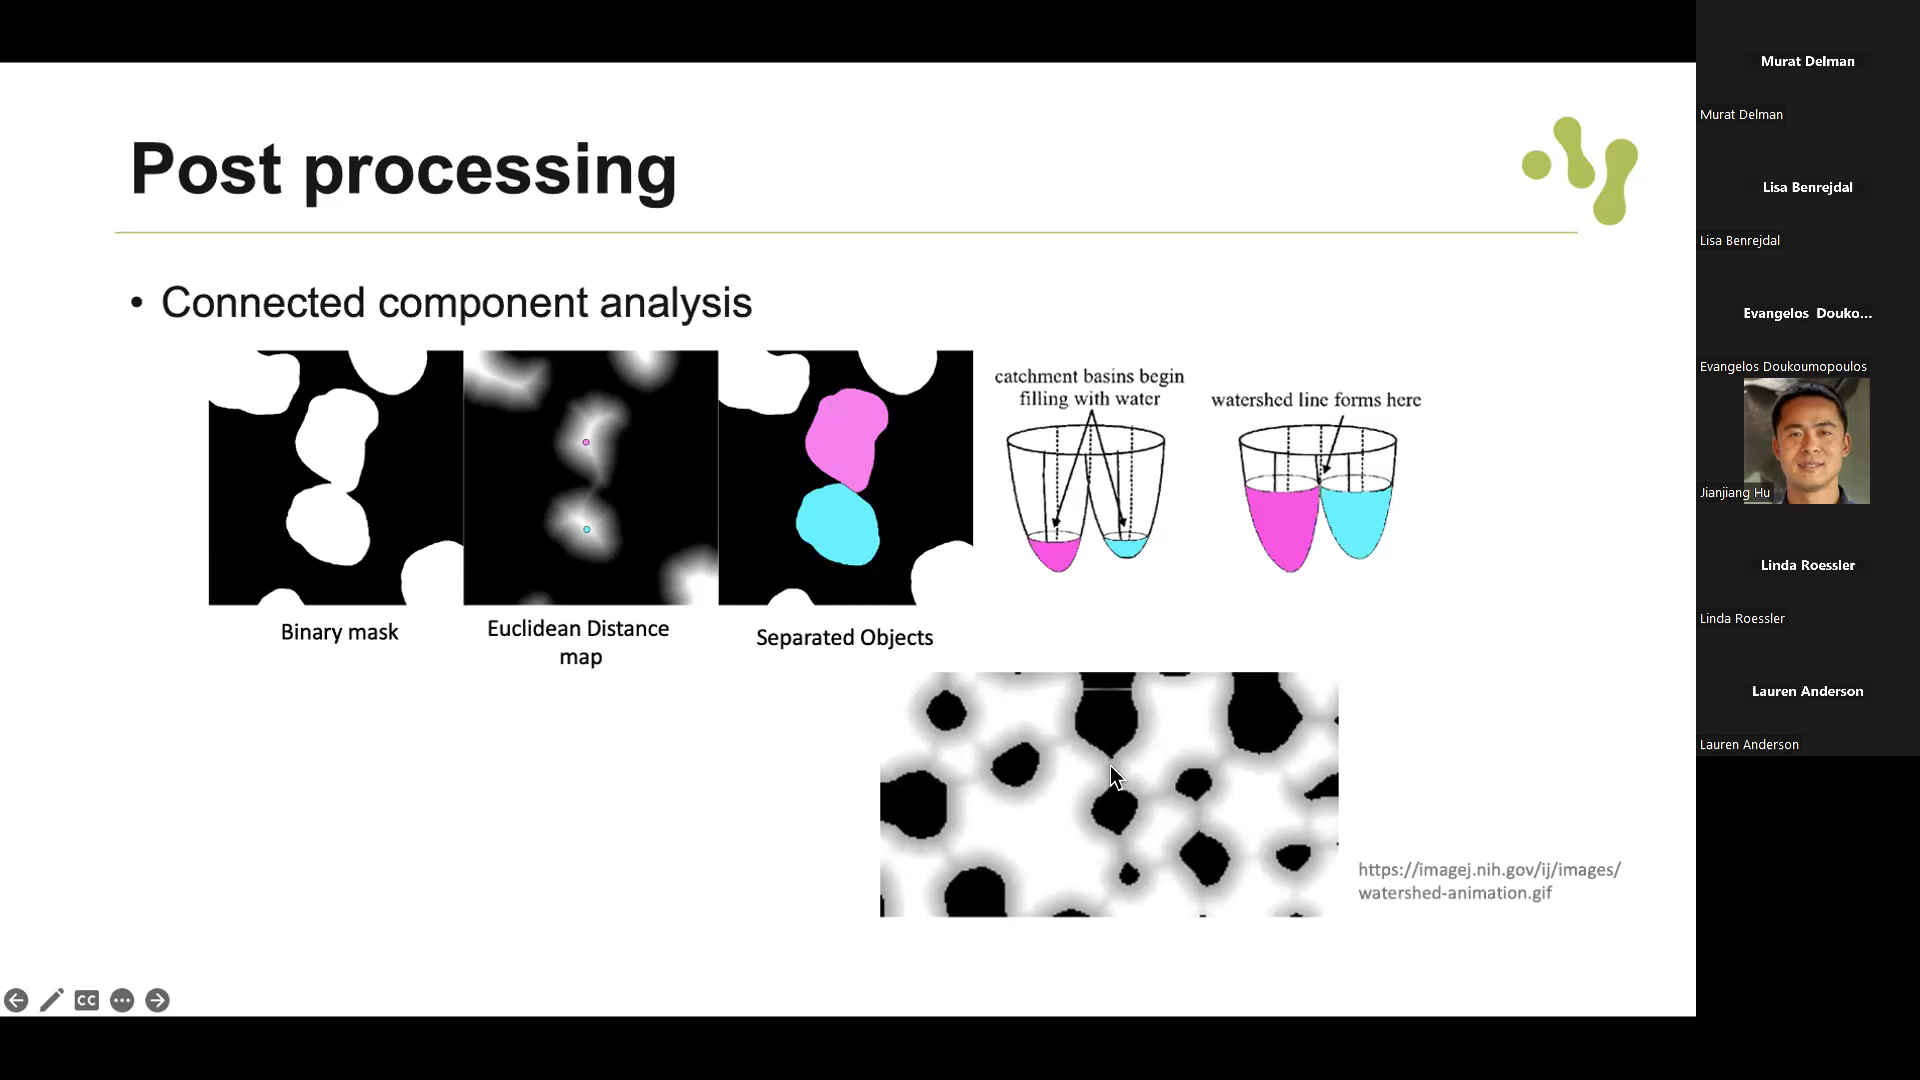 Post processing
• Connected component analysis
catchment basins begin
filling with water
watershed line forms here
Binary mask
Euclidean Distance
map
Separated Objects
https://imagej.nih.gov/ij/images/
watershed-animation.gif
CC
Murat Delman
Murat Delman
Lisa Benrejdal
Lisa Benrejdal
Evangelos Douko...
Evangelos Doukoumopoulos
Jianjiang Hu
Linda Roessler
Linda Roessler
Lauren Anderson
Lauren Anderson